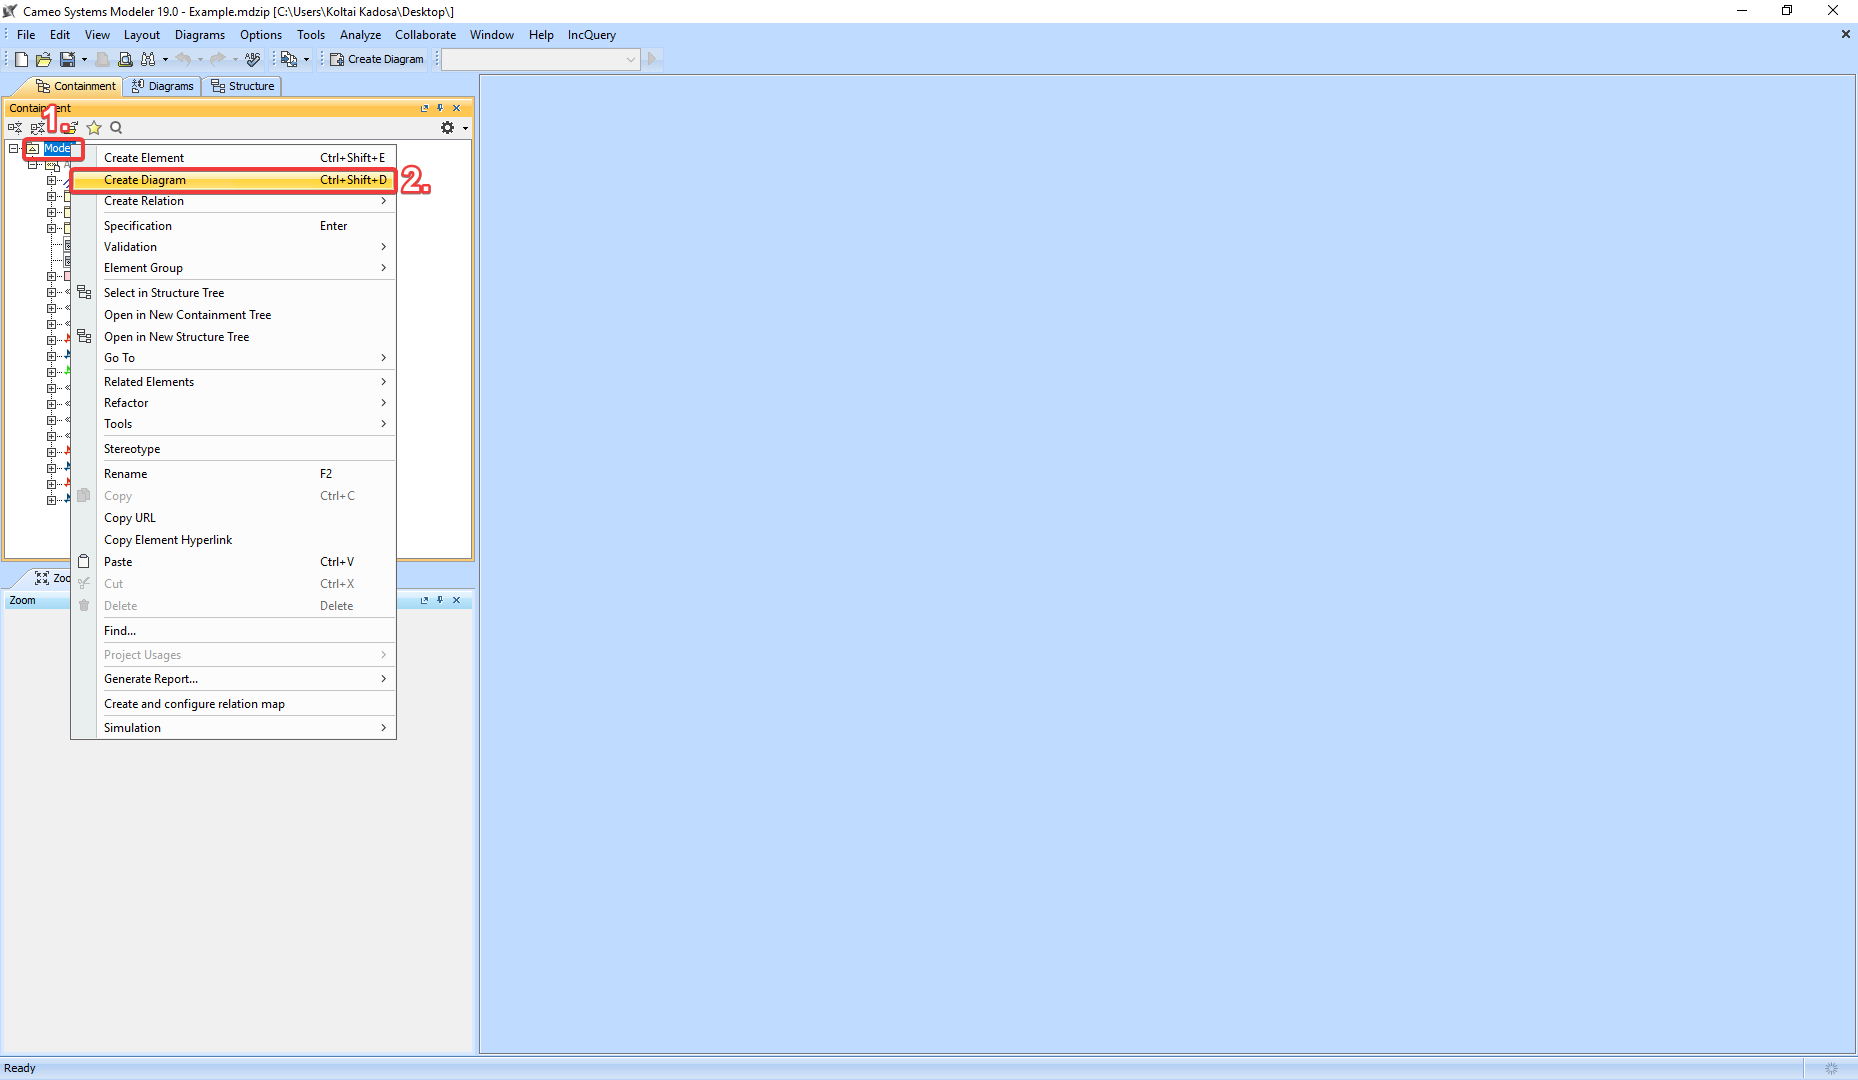 Cameo Systems Modeler 19.0 - Example.mdzip [C:\Users\Koltai Kadosa\Desktop\]
File Edit View Layout Diagrams Options Tools Analyze Collaborate Window Help IncQuery
Create Diagram
Containment Diagrams Structure
Containment
1.
Mode
Create Element Ctrl+Shift+E
Create Diagram Ctrl+Shift+D
2.
Create Relation
Specification Enter
Validation
Element Group
Select in Structure Tree
Open in New Containment Tree
Open in New Structure Tree
Go To
Related Elements
Refactor
Tools
Stereotype
Rename F2
Copy Ctrl+C
Copy URL
Copy Element Hyperlink
Paste Ctrl+V
Zoo
Cut Ctrl+X
Zoom
Delete Delete
Find...
Project Usages
Generate Report...
Create and configure relation map
Simulation
Ready